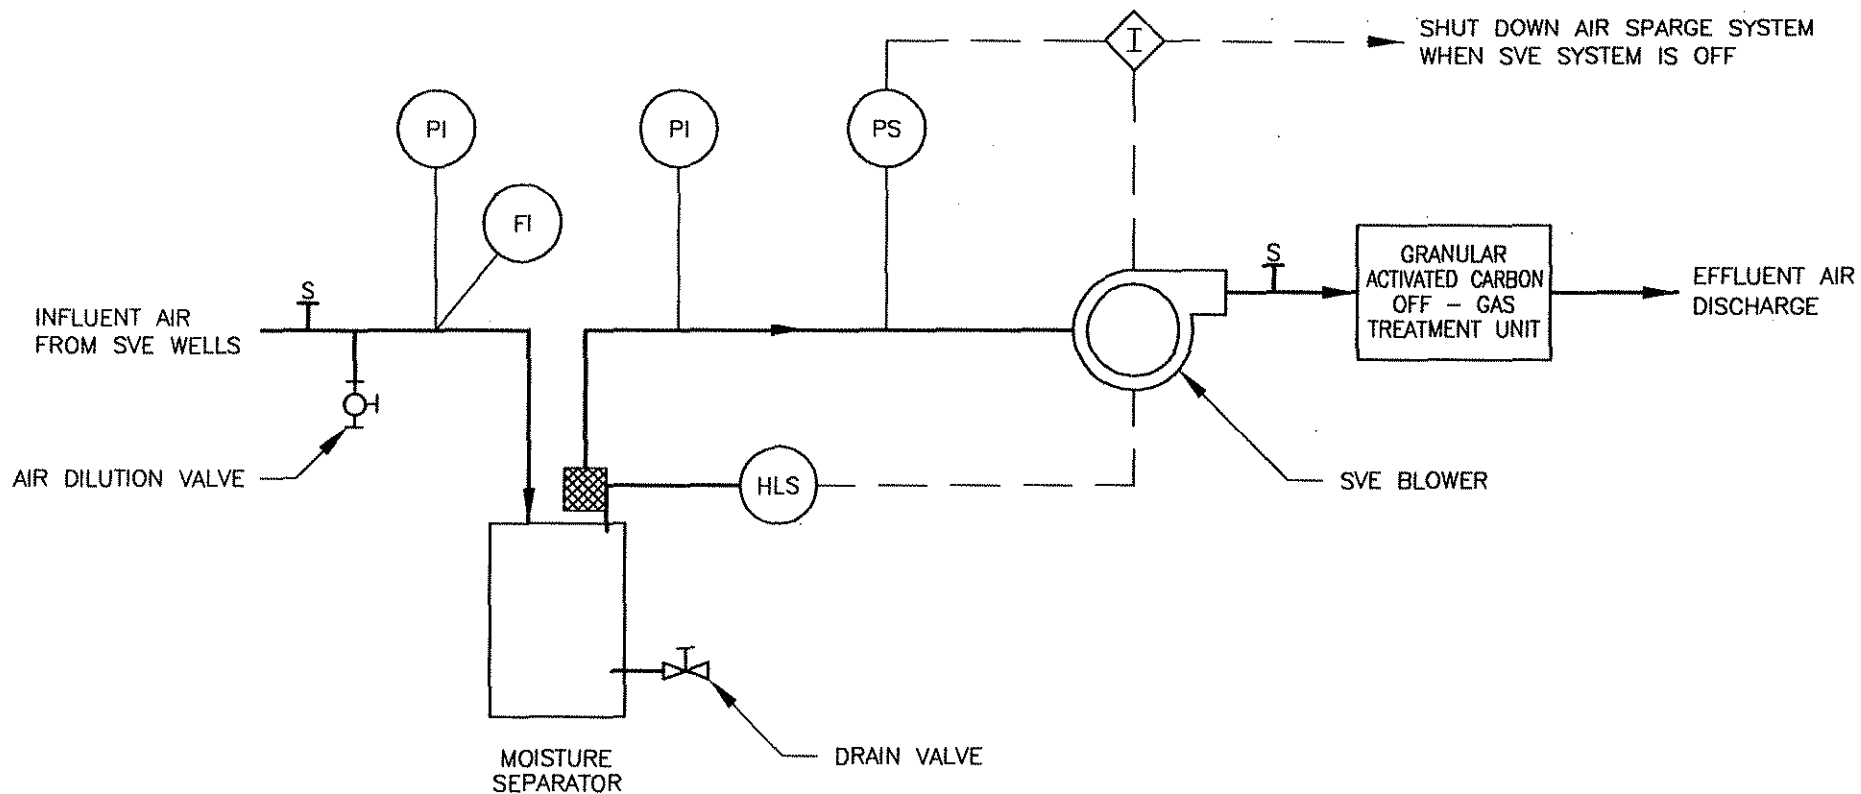 I
SHUT DOWN AIR SPARGE SYSTEM
WHEN SVE SYSTEM IS OFF
PI
PI
PS
FI
S
INFLUENT AIR
FROM SVE WELLS
S
GRANULAR
ACTIVATED CARBON
OFF - GAS
TREATMENT UNIT
EFFLUENT AIR
DISCHARGE
AIR DILUTION VALVE
HLS
SVE BLOWER
DRAIN VALVE
MOISTURE
SEPARATOR